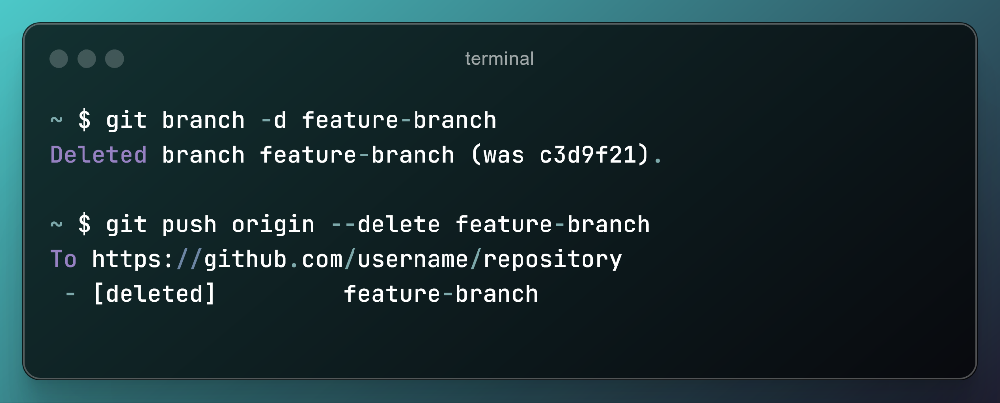 terminal
~ $ git branch -d feature-branch
Deleted branch feature-branch (was c3d9f21).
~ $ git push origin --delete feature-branch
To https://github.com/username/repository
 - [deleted]         feature-branch